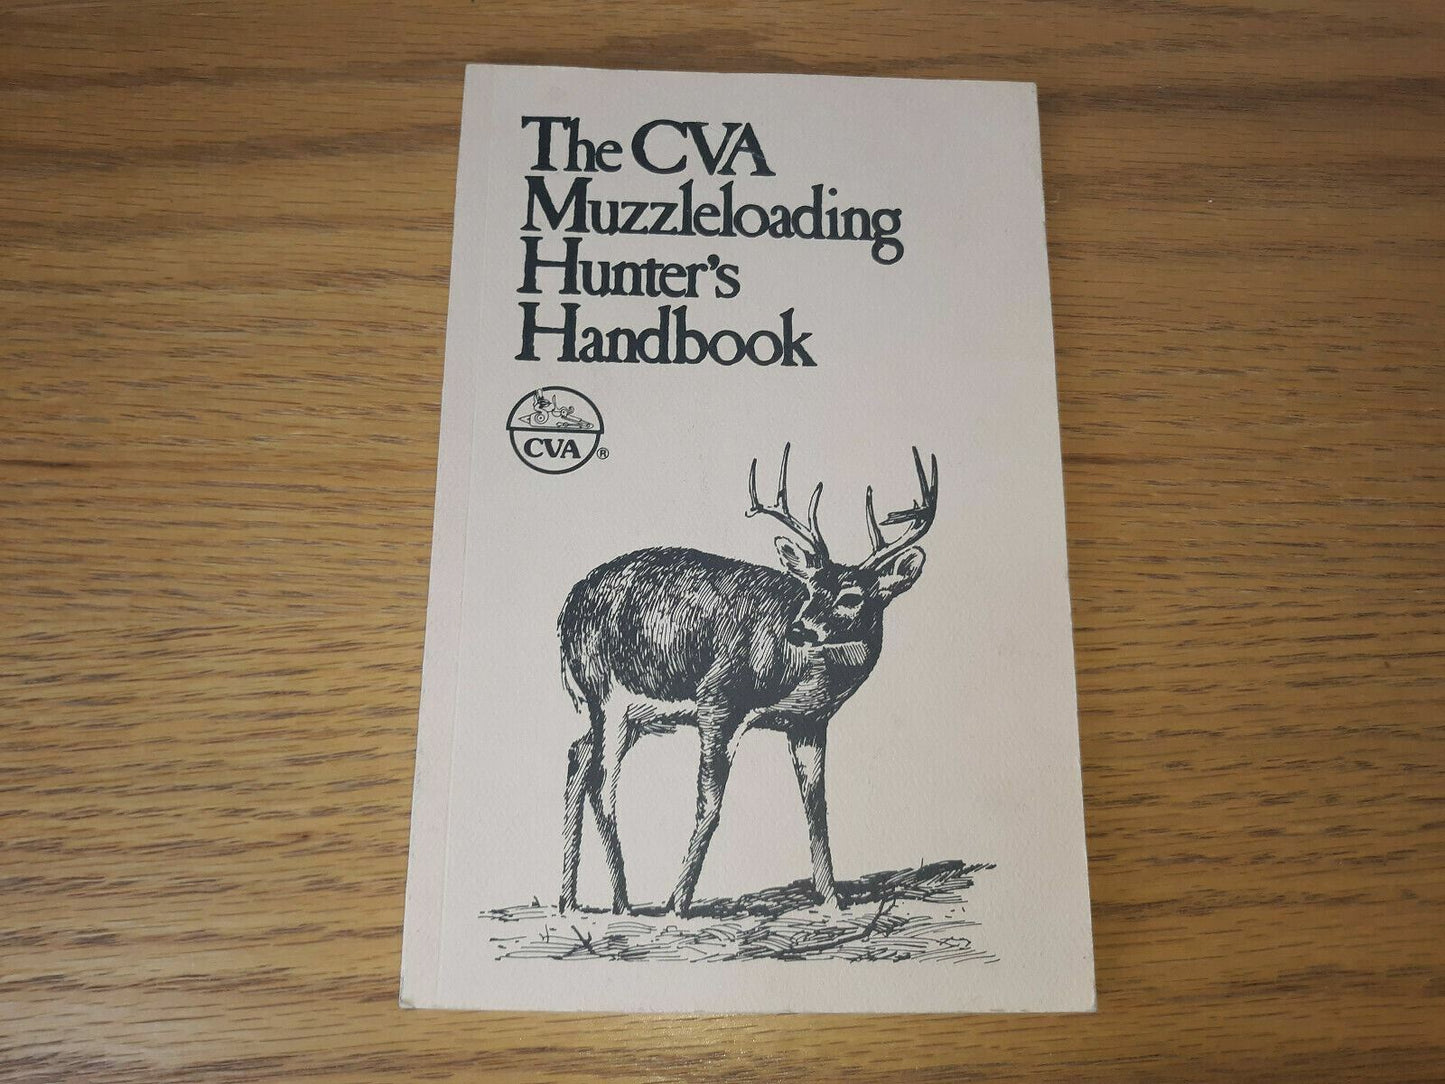 The CVA
Muzzleloading
Hunter's
Handbook
CVA ®